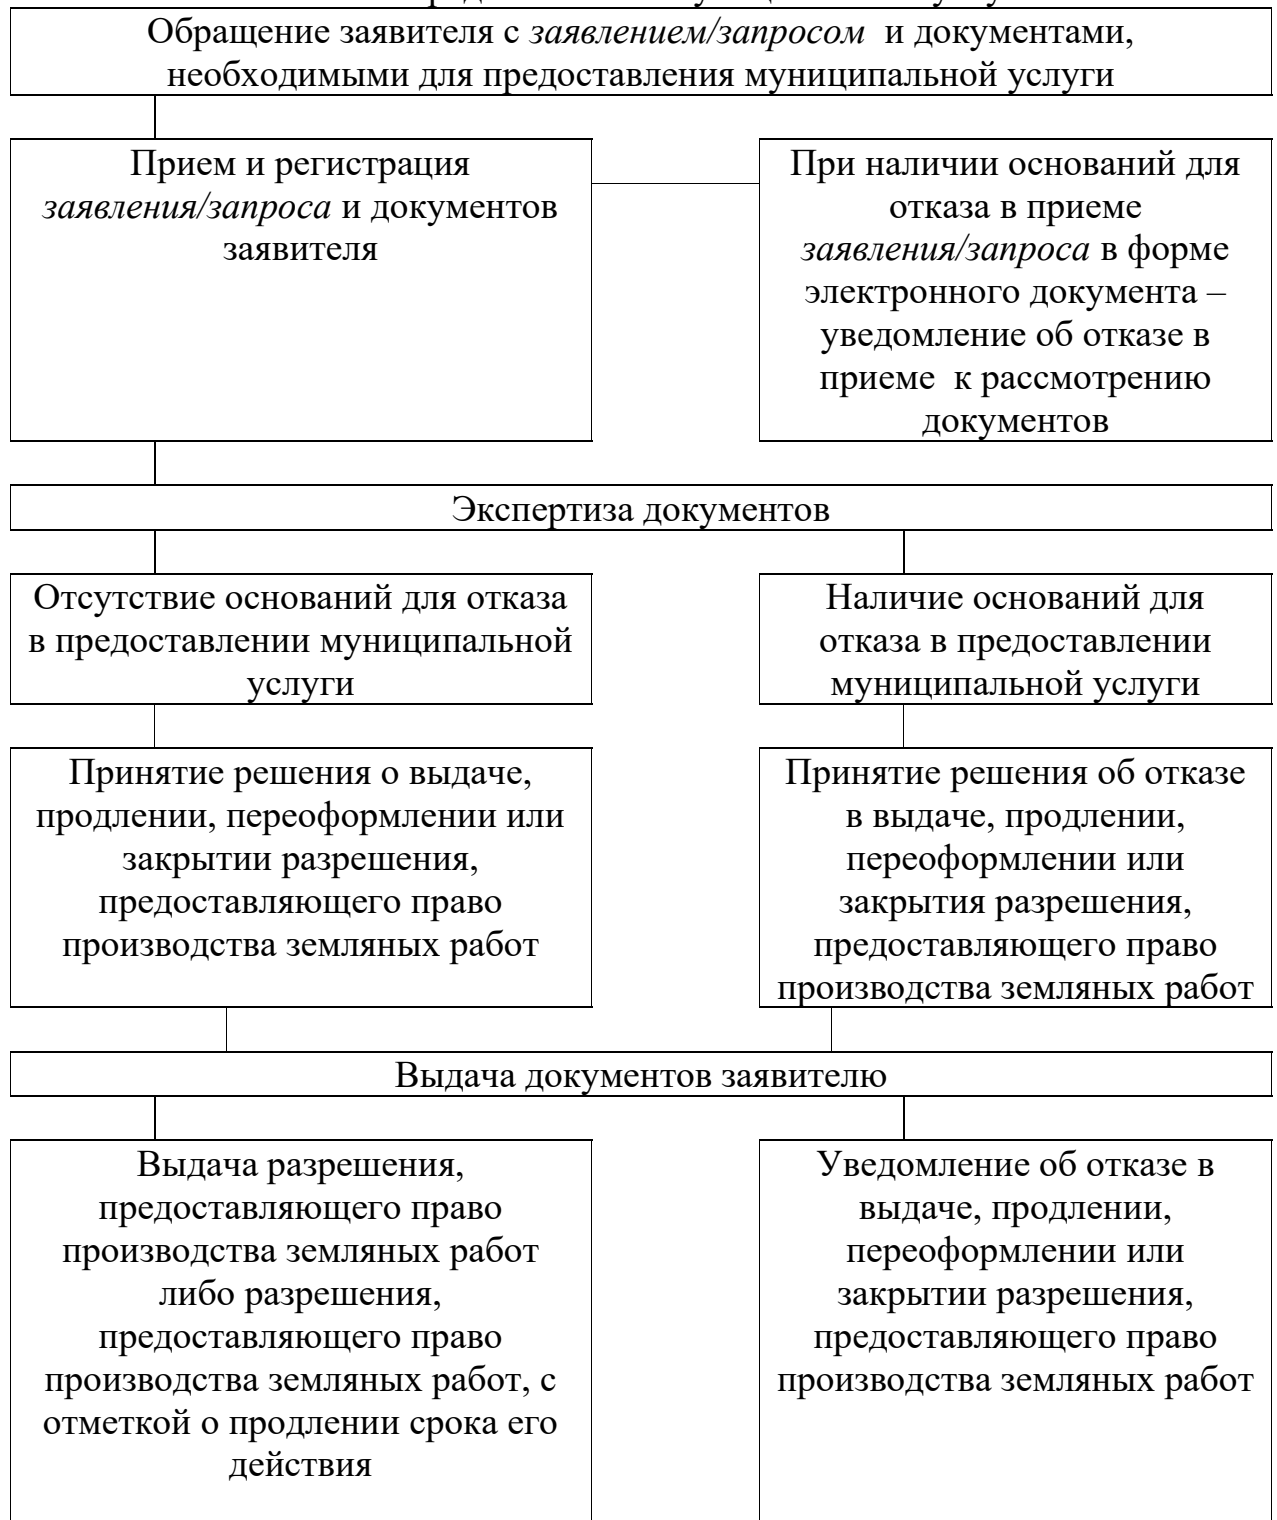 Обращение заявителя с заявлением/запросом и документами,
необходимыми для предоставления муниципальной услуги
Прием и регистрация
заявления/запроса и документов
заявителя
При наличии оснований для
отказа в приеме
заявления/запроса в форме
электронного документа –
уведомление об отказе в
приеме к рассмотрению
документов
Экспертиза документов
Отсутствие оснований для отказа
в предоставлении муниципальной
услуги
Наличие оснований для
отказа в предоставлении
муниципальной услуги
Принятие решения о выдаче,
продлении, переоформлении или
закрытии разрешения,
предоставляющего право
производства земляных работ
Принятие решения об отказе
в выдаче, продлении,
переоформлении или
закрытия разрешения,
предоставляющего право
производства земляных работ
Выдача документов заявителю
Выдача разрешения,
предоставляющего право
производства земляных работ
либо разрешения,
предоставляющего право
производства земляных работ, с
отметкой о продлении срока его
действия
Уведомление об отказе в
выдаче, продлении,
переоформлении или
закрытии разрешения,
предоставляющего право
производства земляных работ